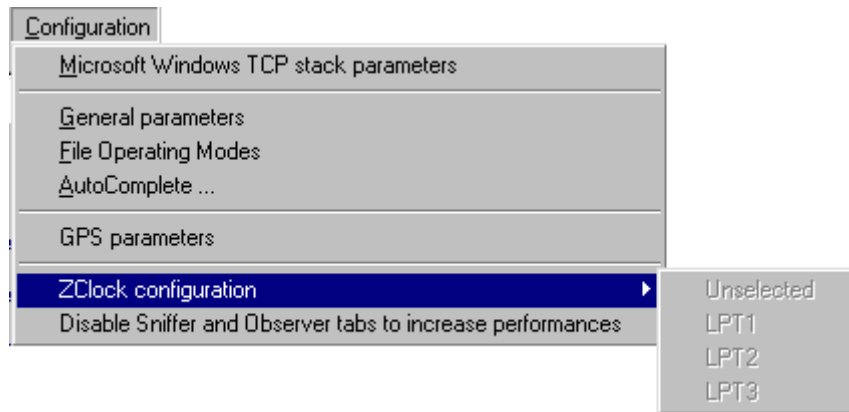 Configuration
Microsoft Windows TCP stack parameters
General parameters
File Operating Modes
AutoComplete ...
GPS parameters
ZClock configuration
Unselected
Disable Sniffer and Observer tabs to increase performances
LPT1
LPT2
LPT3